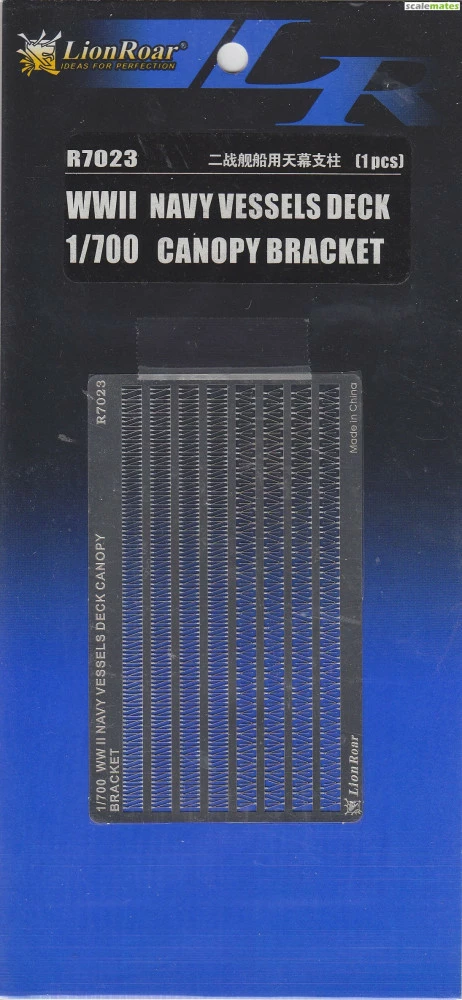 scalemates
LionRoar®
IDEAS FOR PERFECTION
LR
R7023 二战舰船用天幕支柱 (1pcs)
WWII NAVY VESSELS DECK
1/700 CANOPY BRACKET
R7023
Made in China
1/700 WW II NAVY VESSELS DECK CANOPY
BRACKET
LionRoar